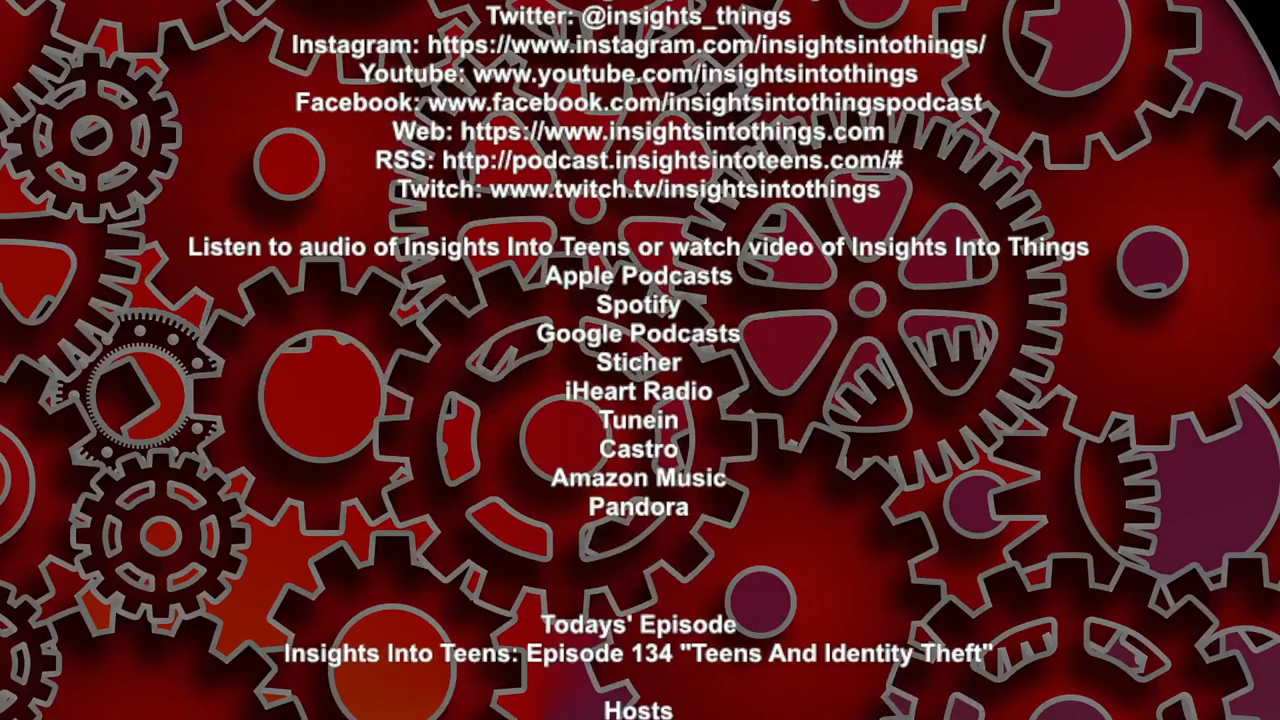 Twitter: @insights_things
Instagram: https://www.instagram.com/insightsintothings/
Youtube: www.youtube.com/insightsintothings
Facebook: www.facebook.com/insightsintothingspodcast
Web: https://www.insightsintothings.com
RSS: http://podcast.insightsintoteens.com/#
Twitch: www.twitch.tv/insightsintothings
Listen to audio of Insights Into Teens or watch video of Insights Into Things
Apple Podcasts
Spotify
Google Podcasts
Sticher
iHeart Radio
Tunein
Castro
Amazon Music
Pandora
Todays' Episode
Insights Into Teens: Episode 134 "Teens And Identity Theft"
Hosts